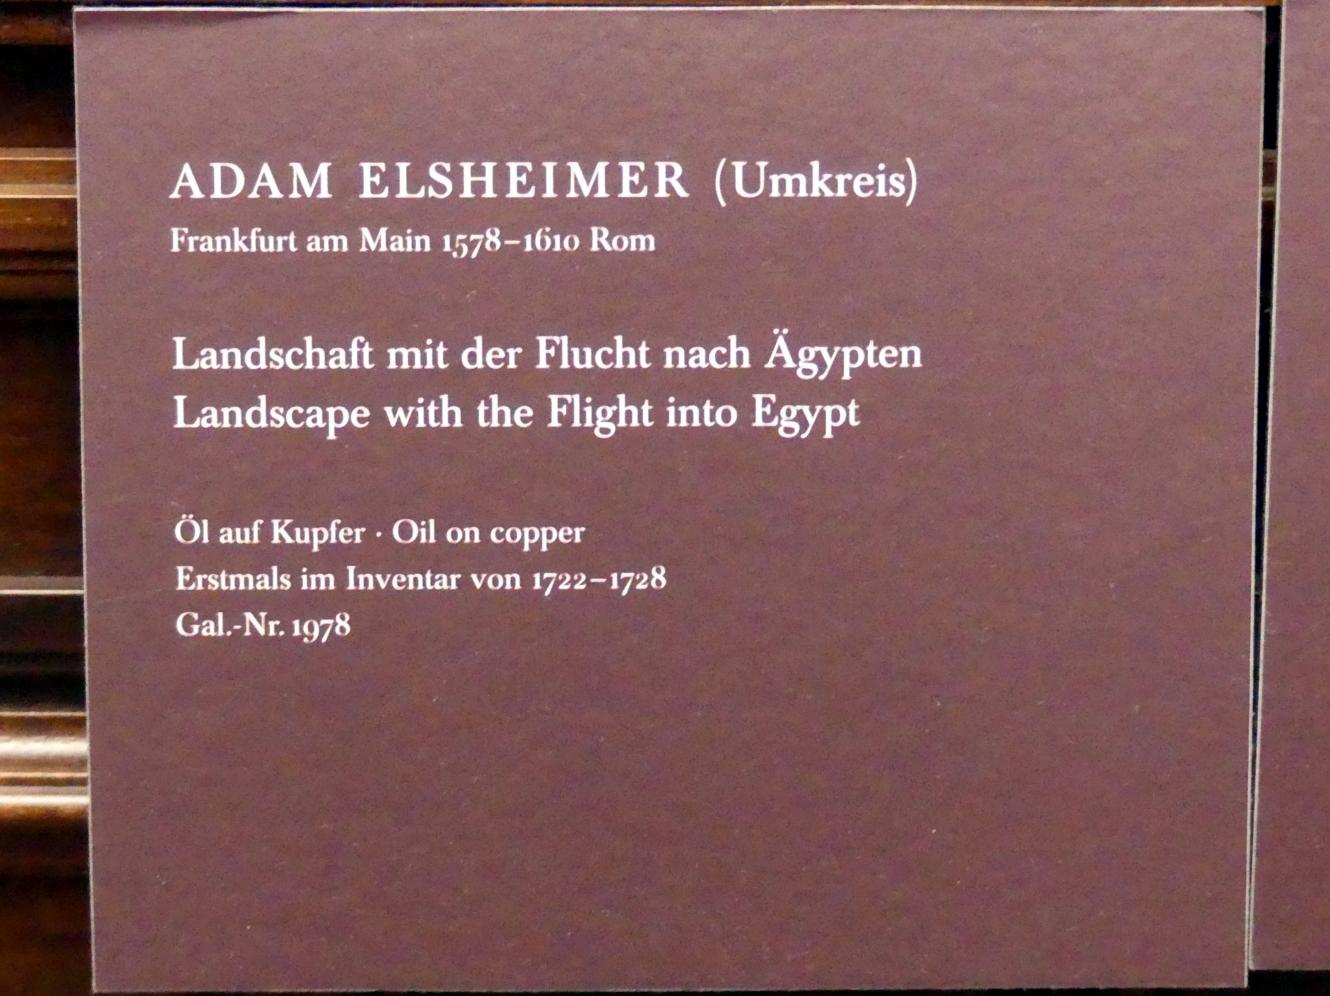 ADAM ELSHEIMER (Umkreis)
Frankfurt am Main 1578–1610 Rom
Landschaft mit der Flucht nach Ägypten
Landscape with the Flight into Egypt
Öl auf Kupfer · Oil on copper
Erstmals im Inventar von 1722–1728
Gal.-Nr. 1978